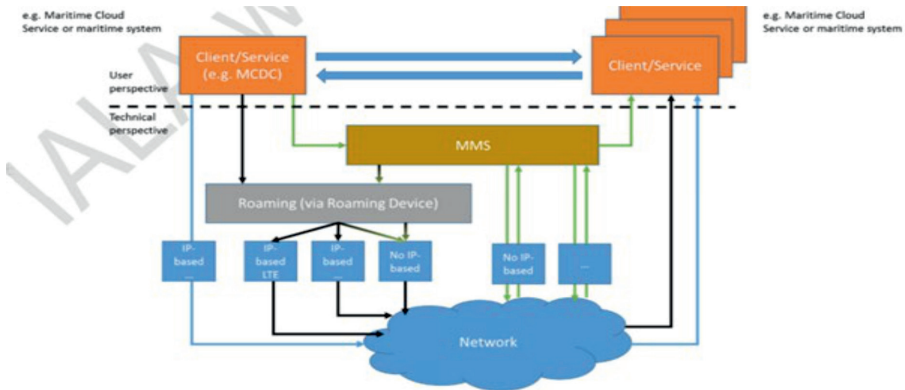 e.g. Maritime Cloud
Service or maritime system
e.g. Maritime Cloud
Service or maritime system
Client/Service
(e.g. MCDC)
Client/Service
User
perspective
Technical
perspective
MMS
Roaming (via Roaming Device)
IP-
based
...
IP-
based
LTE
IP-
based
...
No IP-
based
No IP-
based
...
Network
IALA